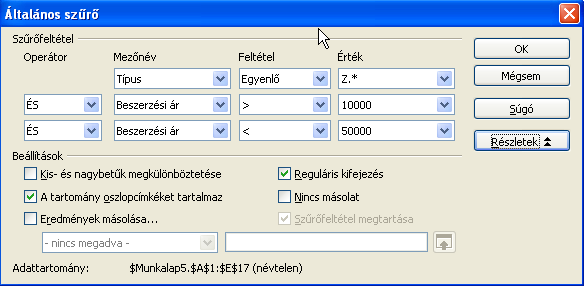 Általános szűrő
Szűrőfeltétel
Operátor Mezőnév Feltétel Érték
Típus Egyenlő Z.*
ÉS Beszerzési ár > 10000
ÉS Beszerzési ár < 50000
OK
Mégsem
Súgó
Részletek
Beállítások
Kis- és nagybetűk megkülönböztetése Reguláris kifejezés
A tartomány oszlopcímkéket tartalmaz Nincs másolat
Eredmények másolása... Szűrőfeltétel megtartása
- nincs megadva -
Adattartomány: $Munkalap5.$A$1:$E$17 (névtelen)